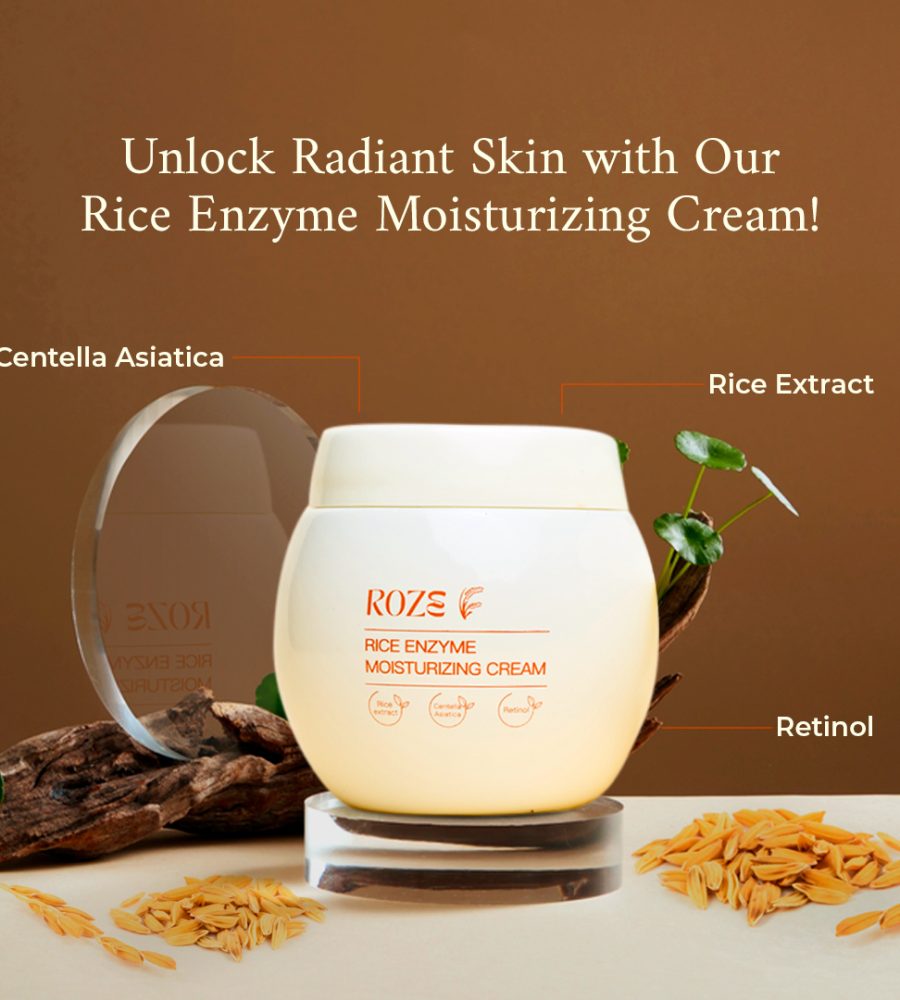 Unlock Radiant Skin with Our
Rice Enzyme Moisturizing Cream!
Centella Asiatica
Rice Extract
ROZE
RICE ENZYME
MOISTURIZING CREAM
Rice
extract
Centella
Asiatica
Retinol
Retinol